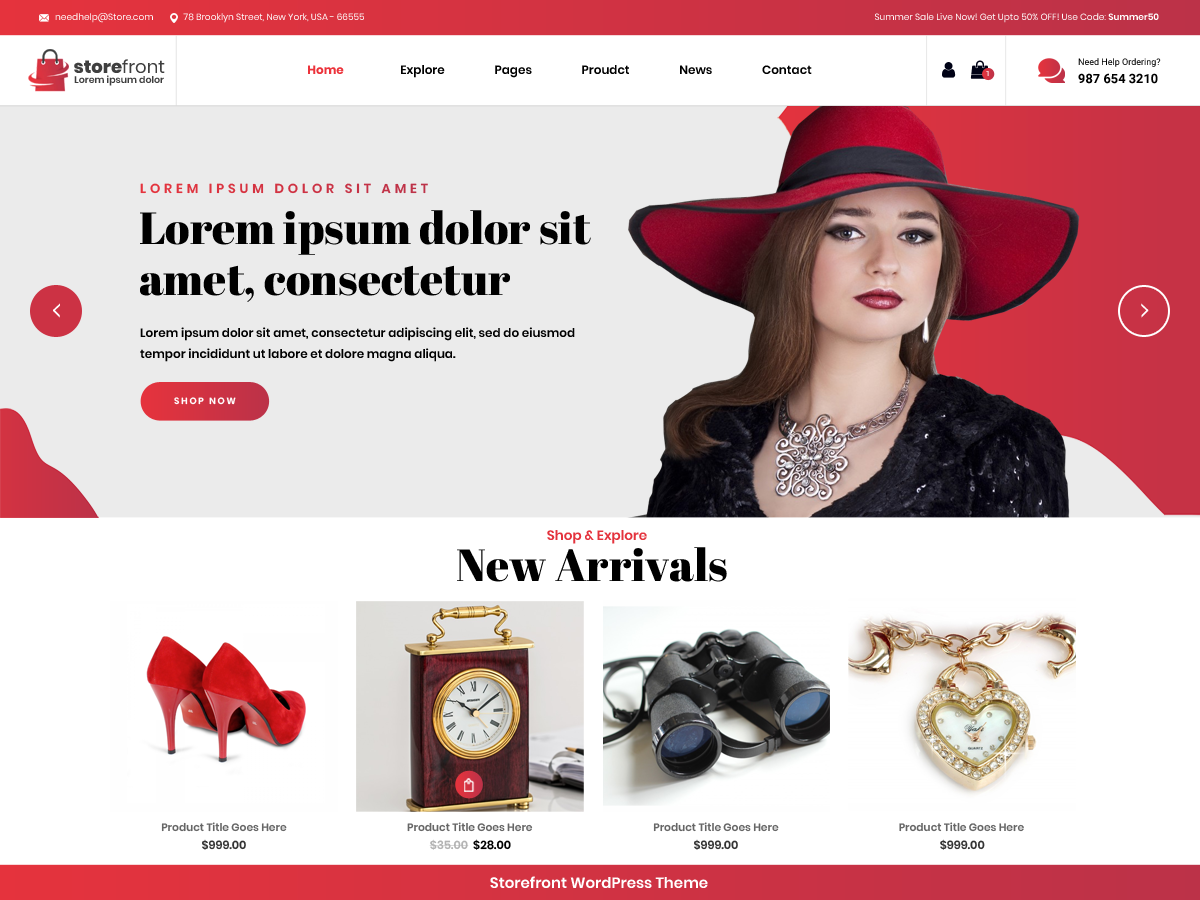 needhelp@Store.com 78 Brooklyn Street, New York, USA - 66555 Summer Sale Live Now! Get Upto 50% OFF! Use Code: Summer50
storefront
Lorem ipsum dolor
Home Explore Pages Proudct News Contact
1
Need Help Ordering?
987 654 3210
LOREM IPSUM DOLOR SIT AMET
Lorem ipsum dolor sit
amet, consectetur
Lorem ipsum dolor sit amet, consectetur adipiscing elit, sed do eiusmod
tempor incididunt ut labore et dolore magna aliqua.
SHOP NOW
Shop & Explore
New Arrivals
QUARTZ
Product Title Goes Here Product Title Goes Here Product Title Goes Here Product Title Goes Here
$999.00 $35.00 $28.00 $999.00 $999.00
Storefront WordPress Theme